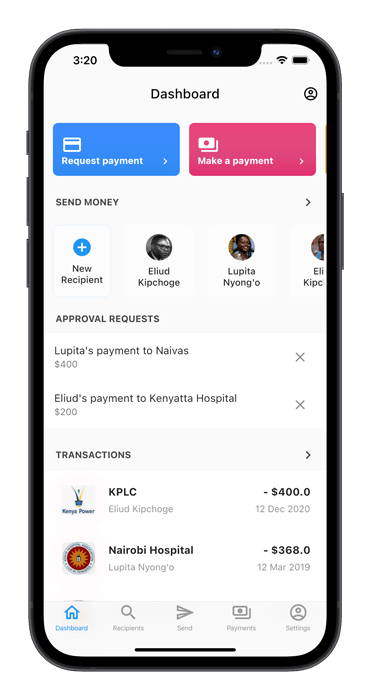 3:20
Dashboard
Request payment
Make a payment
SEND MONEY
New
Recipient
Eliud
Kipchoge
Lupita
Nyong'o
Eli
Kipc
APPROVAL REQUESTS
Lupita's payment to Naivas
$400
Eliud's payment to Kenyatta Hospital
$200
TRANSACTIONS
Kenya Power
KPLC
- $400.0
Eliud Kipchoge
12 Dec 2020
Nairobi Hospital
- $368.0
Lupita Nyong'o
12 Mar 2019
Dashboard
Recipients
Send
Payments
Settings